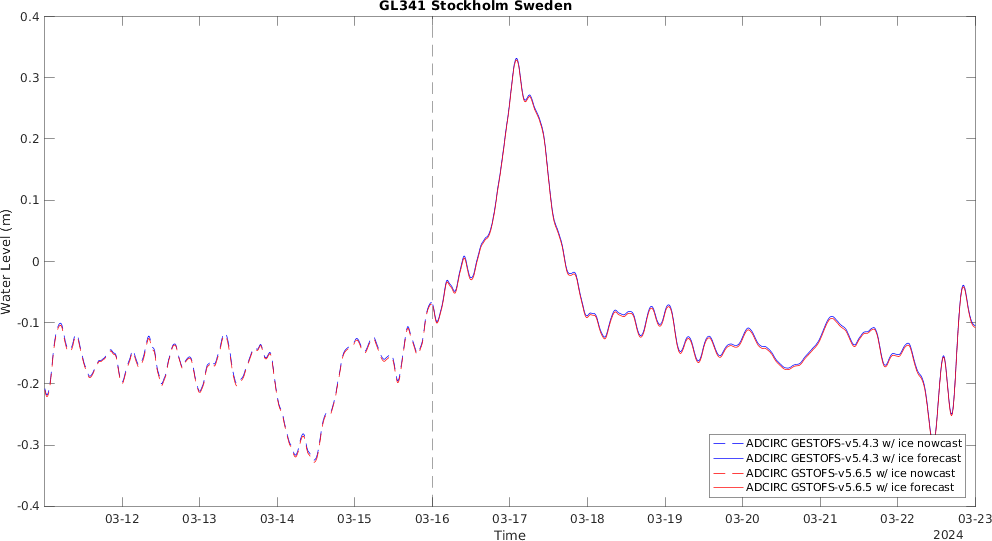 GL341 Stockholm Sweden
0.4
0.3
0.2
0.1
0
-0.1
-0.2
-0.3
-0.4
Water Level (m)
ADCIRC GESTOFS-v5.4.3 w/ ice nowcast
ADCIRC GESTOFS-v5.4.3 w/ ice forecast
ADCIRC GSTOFS-v5.6.5 w/ ice nowcast
ADCIRC GSTOFS-v5.6.5 w/ ice forecast
03-12 03-13 03-14 03-15 03-16 03-17 03-18 03-19 03-20 03-21 03-22 03-23
Time
2024